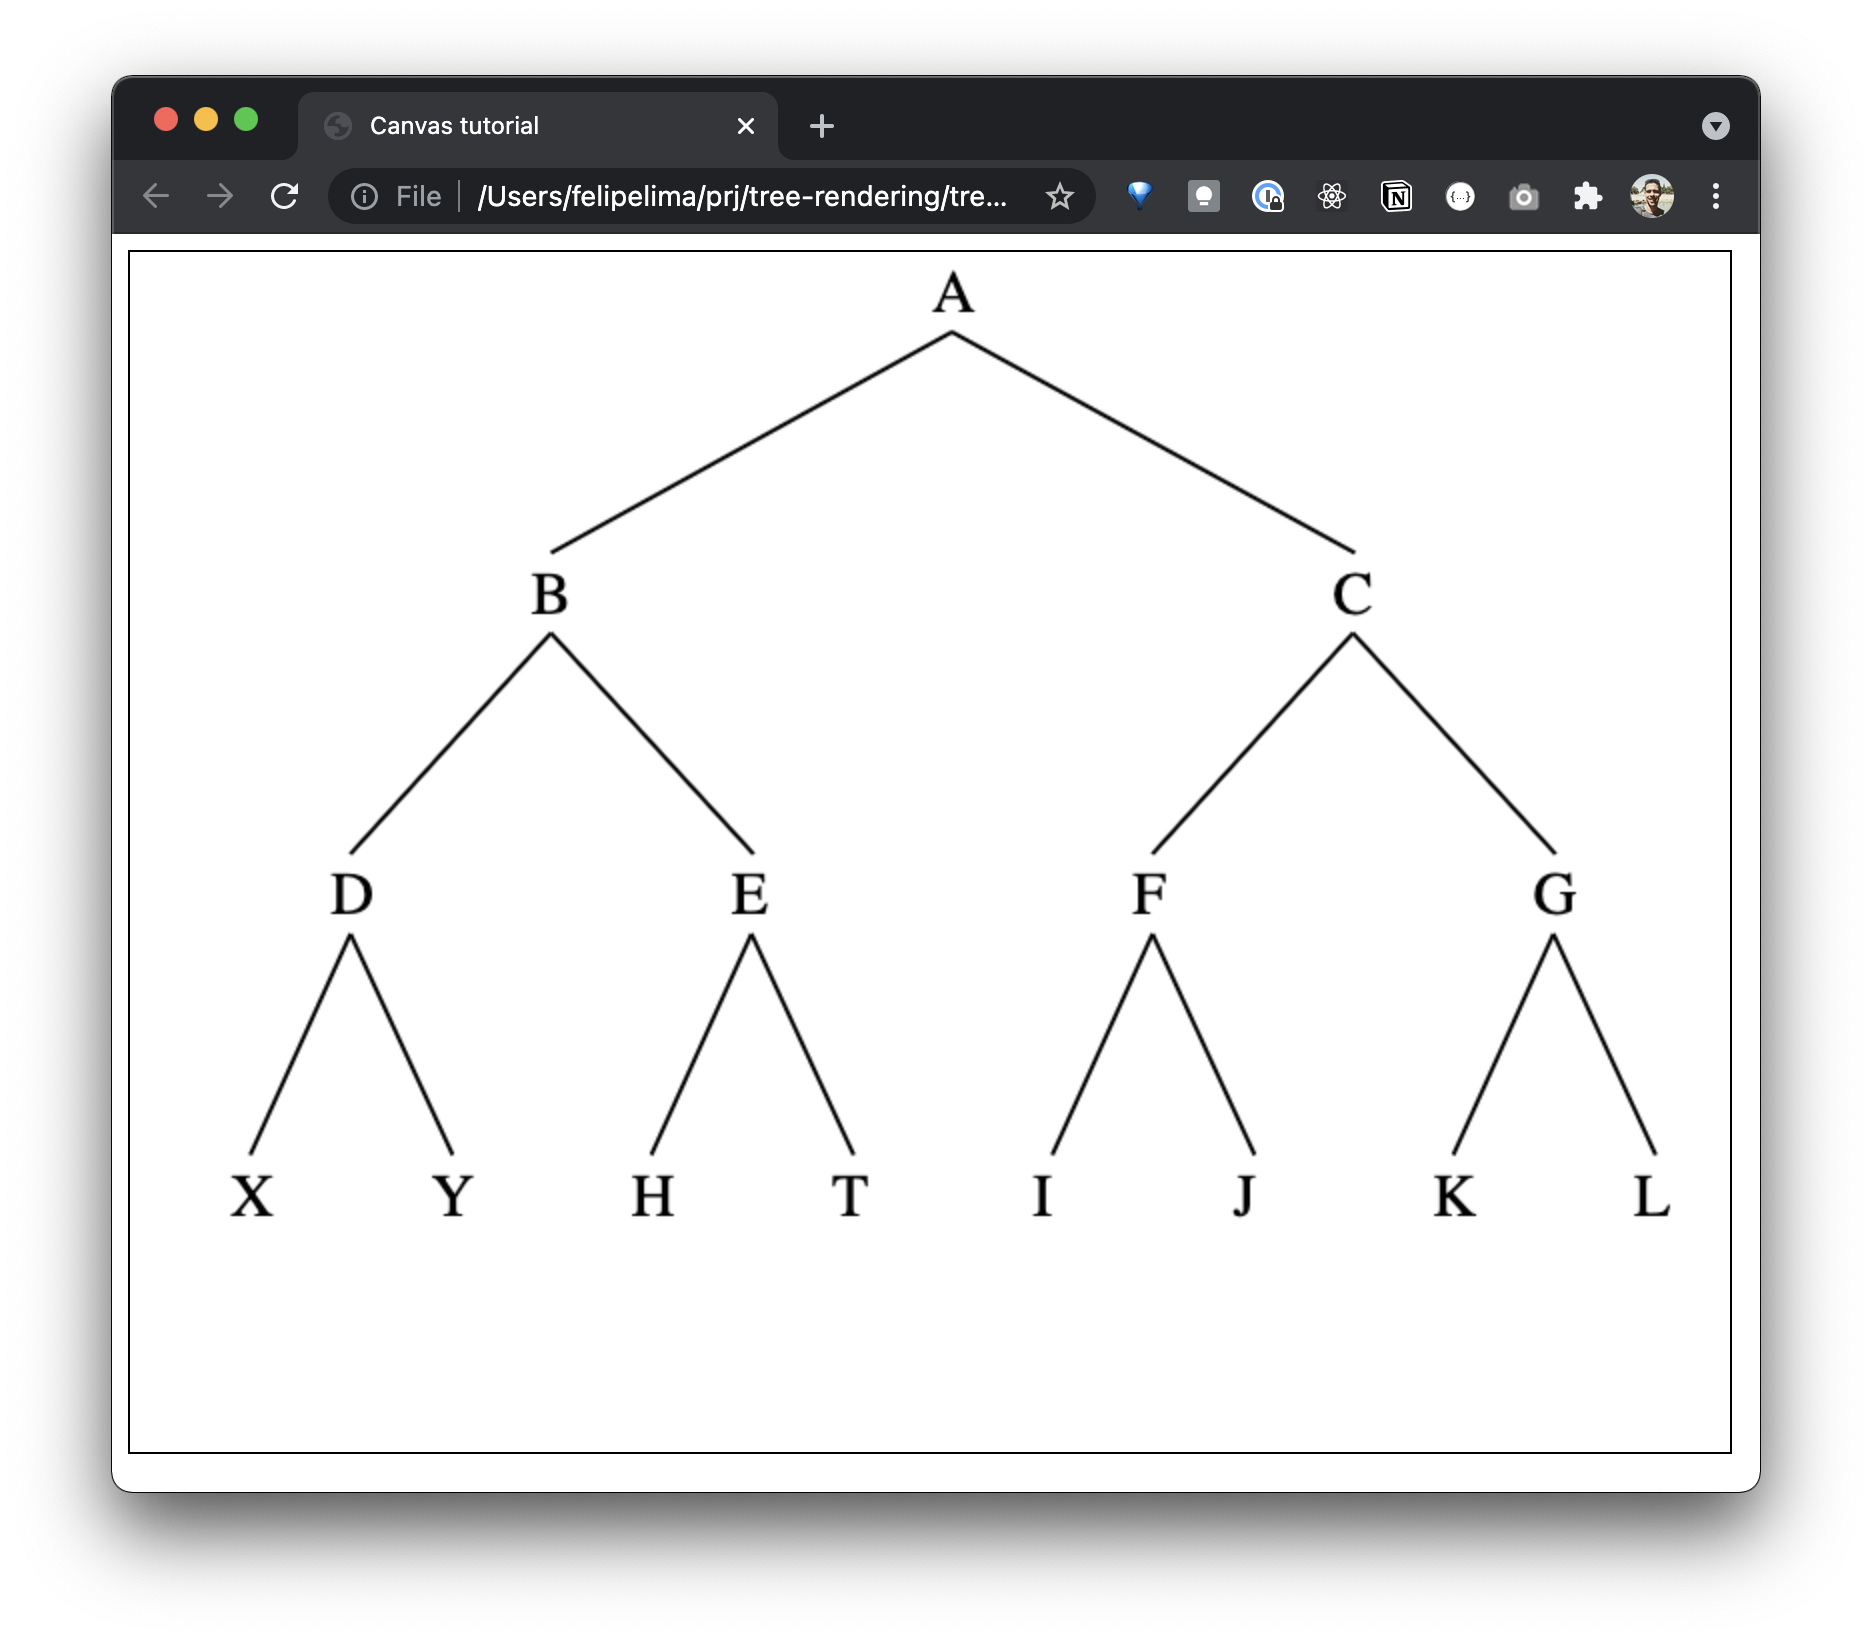 Canvas tutorial
File /Users/felipelima/prj/tree-rendering/tre...
A
B C
D E F G
X Y H T I J K L